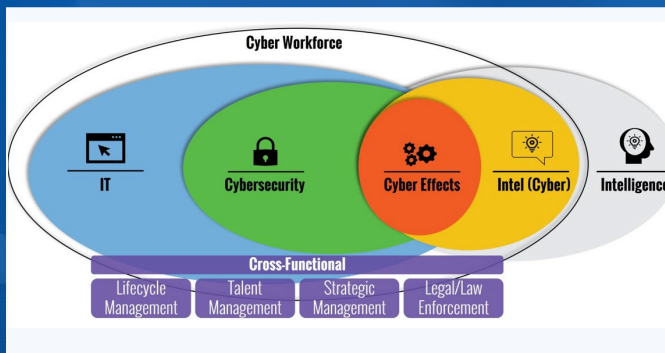 Cyber Workforce
IT
Cybersecurity
Cyber Effects
Intel (Cyber)
Intelligence
Cross-Functional
Lifecycle
Management
Talent
Management
Strategic
Management
Legal/Law
Enforcement